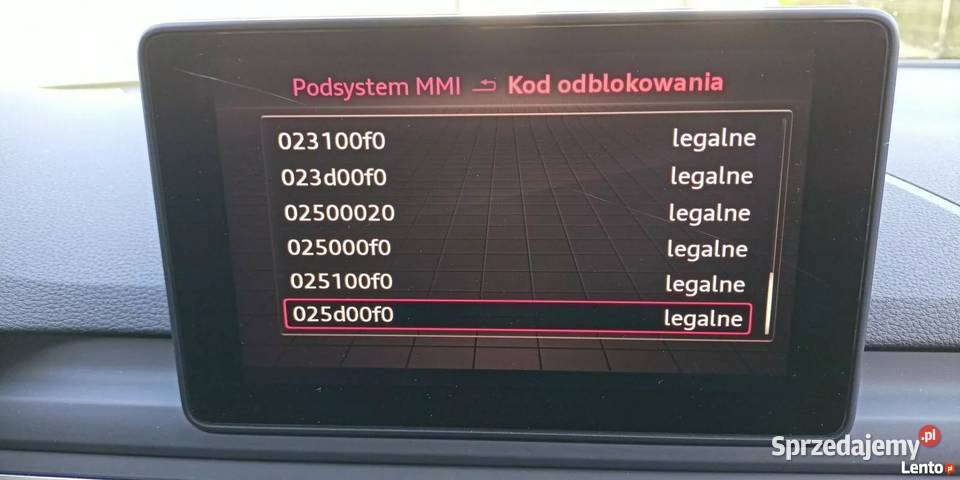 Podsystem MMI Kod odblokowania
023100f0 legalne
023d00f0 legalne
02500020 legalne
025000f0 legalne
025100f0 legalne
025d00f0 legalne
Sprzedajemy.pl
Lento.pl